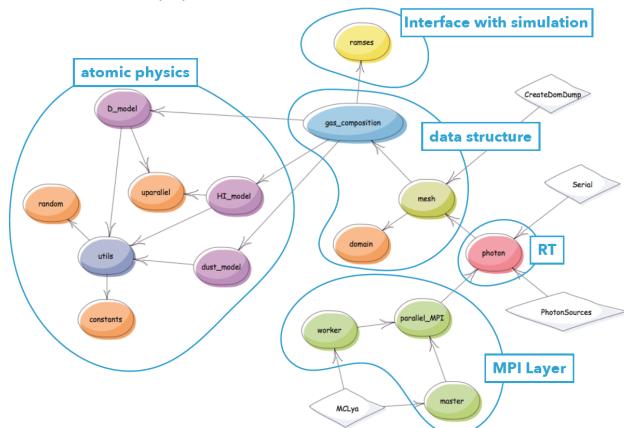 Interface with simulation
ramses
atomic physics
D_model
CreateDomDump
gas_composition
data structure
random
uparallel
HI_model
mesh
Serial
utils
domain
photon
RT
dust_model
constants
parallel_MPI
PhotonSources
worker
MPI Layer
MCLya
master